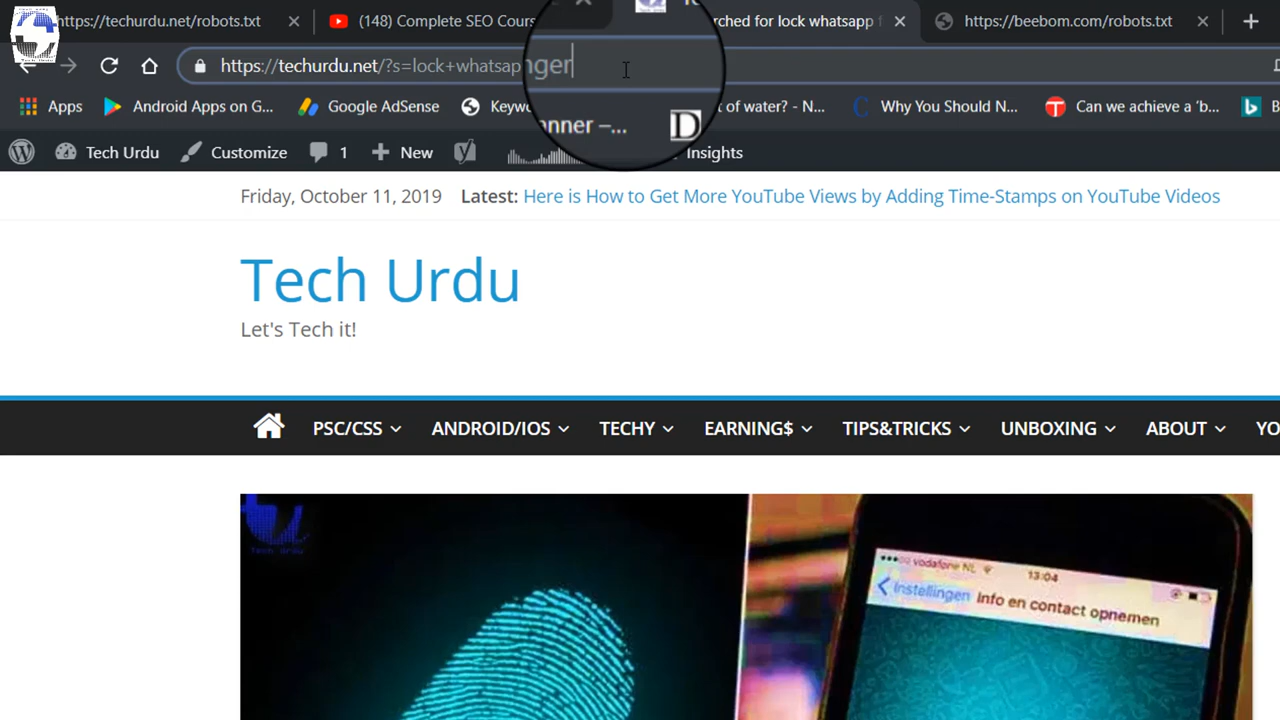 https://techurdu.net/robots.txt
(148) Complete SEO Cours
rched for lock whatsapp f
https://beebom.com/robots.txt
https://techurdu.net/?s=lock+whatsap
nger
Apps
Android Apps on G...
Google AdSense
Keyw
onner –...
D
t of water? - N...
Why You Should N...
Can we achieve a 'b...
Tech Urdu
Customize
1
New
Insights
Friday, October 11, 2019
Latest: Here is How to Get More YouTube Views by Adding Time-Stamps on YouTube Videos
Tech Urdu
Let's Tech it!
PSC/CSS
ANDROID/IOS
TECHY
EARNING$
TIPS&TRICKS
UNBOXING
ABOUT
YO
Tech Urdu
vodafone NL
13:04
Instellingen
Info en contact opnemen